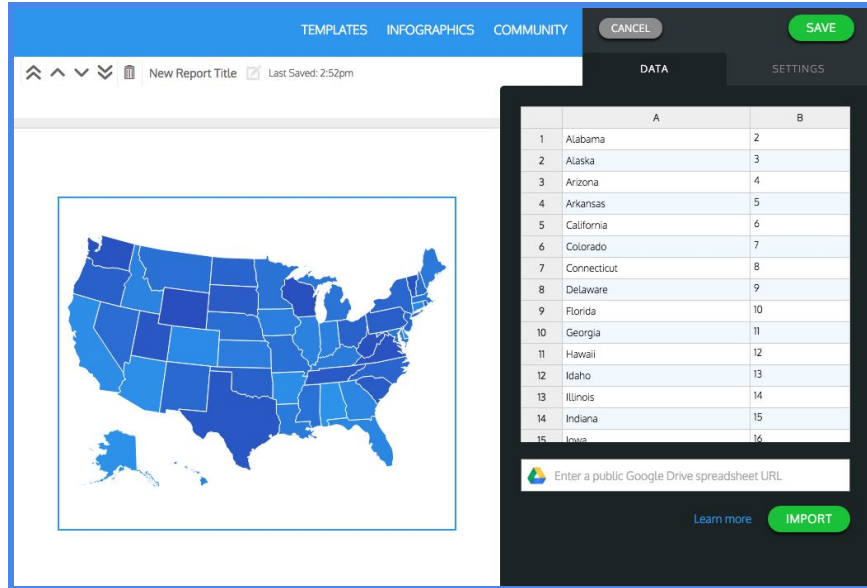 TEMPLATES INFOGRAPHICS COMMUNITY CANCEL SAVE
New Report Title Last Saved: 2:52pm
DATA SETTINGS
A B
1 Alabama 2
2 Alaska 3
3 Arizona 4
4 Arkansas 5
5 California 6
6 Colorado 7
7 Connecticut 8
8 Delaware 9
9 Florida 10
10 Georgia 11
11 Hawaii 12
12 Idaho 13
13 Illinois 14
14 Indiana 15
15 Iowa 16
Enter a public Google Drive spreadsheet URL
Learn more IMPORT